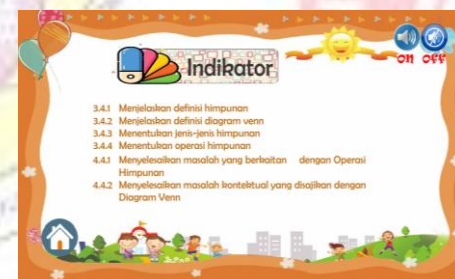 Indikator
ON OFF
3.4.1 Menjelaskan definisi himpunan
3.4.2 Menjelaskan definisi diagram venn
3.4.3 Menentukan jenis-jenis himpunan
3.4.4 Menentukan operasi himpunan
4.4.1 Menyelesaikan masalah yang berkaitan dengan Operasi
Himpunan
4.4.2 Menyelesaikan masalah kontektual yang disajikan dengan
Diagram Venn